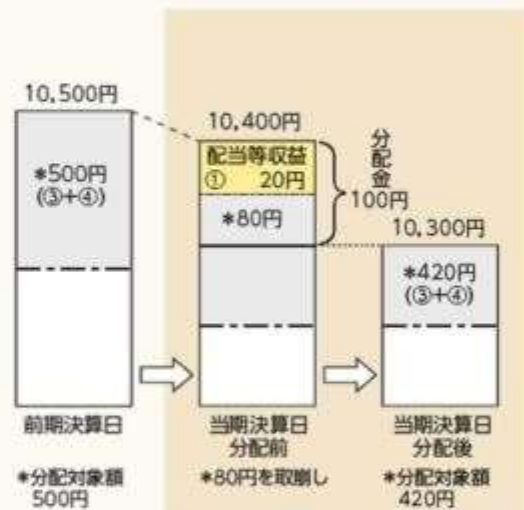 10,500円
*500円
(③+④)
前期決算日
*分配対象額
500円
10,400円
配当等収益
① 20円
*80円
分配金
100円
当期決算日
分配前
*80円を取崩し
10,300円
*420円
(③+④)
当期決算日
分配後
*分配対象額
420円